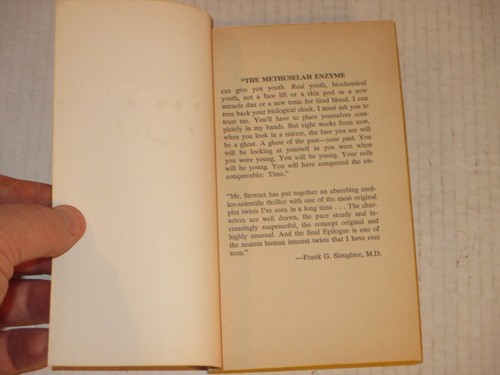 "THE METHUSELAH ENZYME
can give you youth. Real youth, biochemical
youth, not a face lift or a skin peel or a new
miracle diet or a new tonic for tired blood. I can
turn back your biological clock. I must ask you to
trust me. You'll have to place yourselves com-
pletely in my hands. But eight weeks from now,
when you look in a mirror, the face you see will
be a ghost. A ghost of the past—your past. You
will be looking at yourself as you were when
you were young. You will be young. Your cells
will be young. You will have conquered the un-
conquerable: Time."
"Mr. Stewart has put together an absorbing med-
ico-scientific thriller with one of the most original
plot twists I've seen in a long time . . . The char-
acters are well drawn, the pace steady and in-
creasingly suspenseful, the concept original and
highly unusual. And the final Epilogue is one of
the neatest human interest twists that I have ever
seen."
—Frank G. Slaughter, M.D.